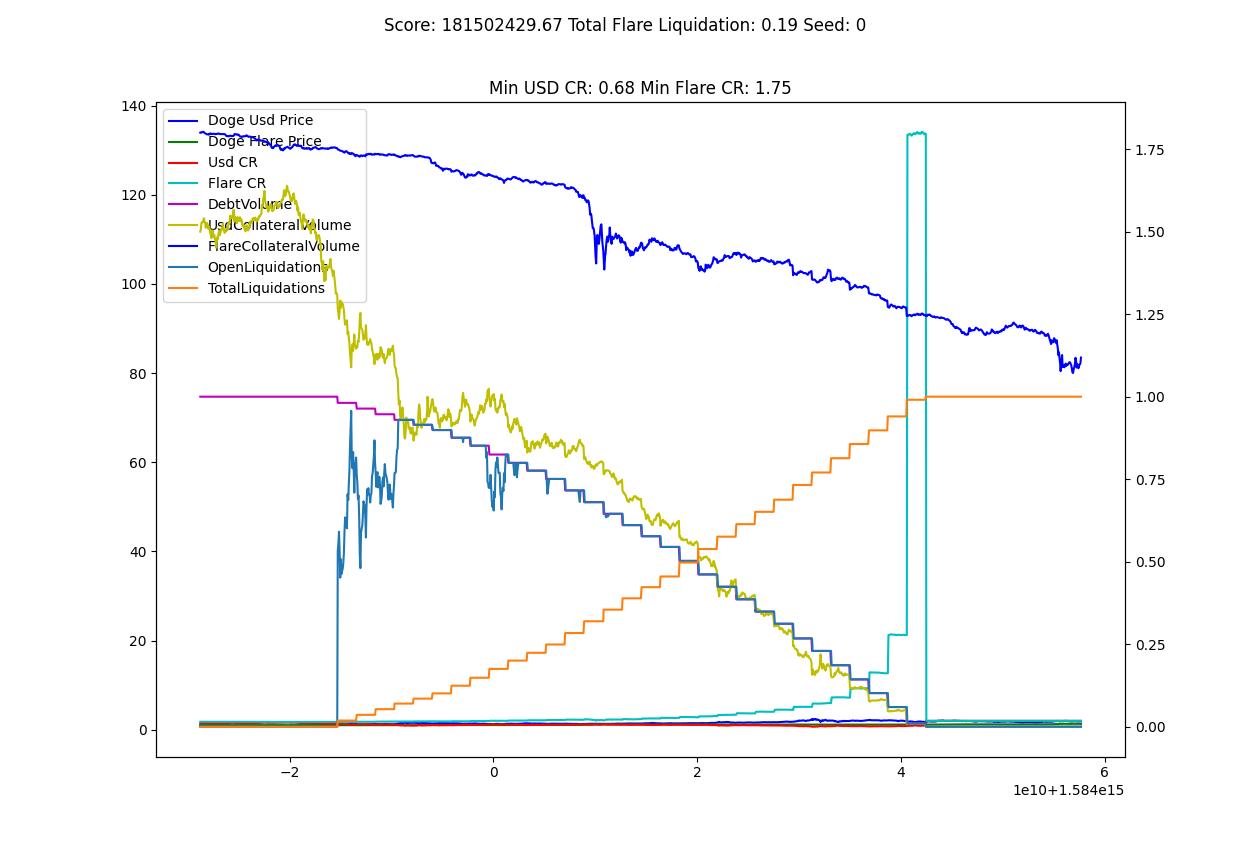 Score: 181502429.67 Total Flare Liquidation: 0.19 Seed: 0
Min USD CR: 0.68 Min Flare CR: 1.75
Doge Usd Price
Doge Flare Price
Usd CR
Flare CR
DebtVolume
UsdCollateralVolume
FlareCollateralVolume
OpenLiquidations
TotalLiquidations
140
120
100
80
60
40
20
0
1.75
1.50
1.25
1.00
0.75
0.50
0.25
0.00
−2
0
2
4
6
1e10+1.584e15